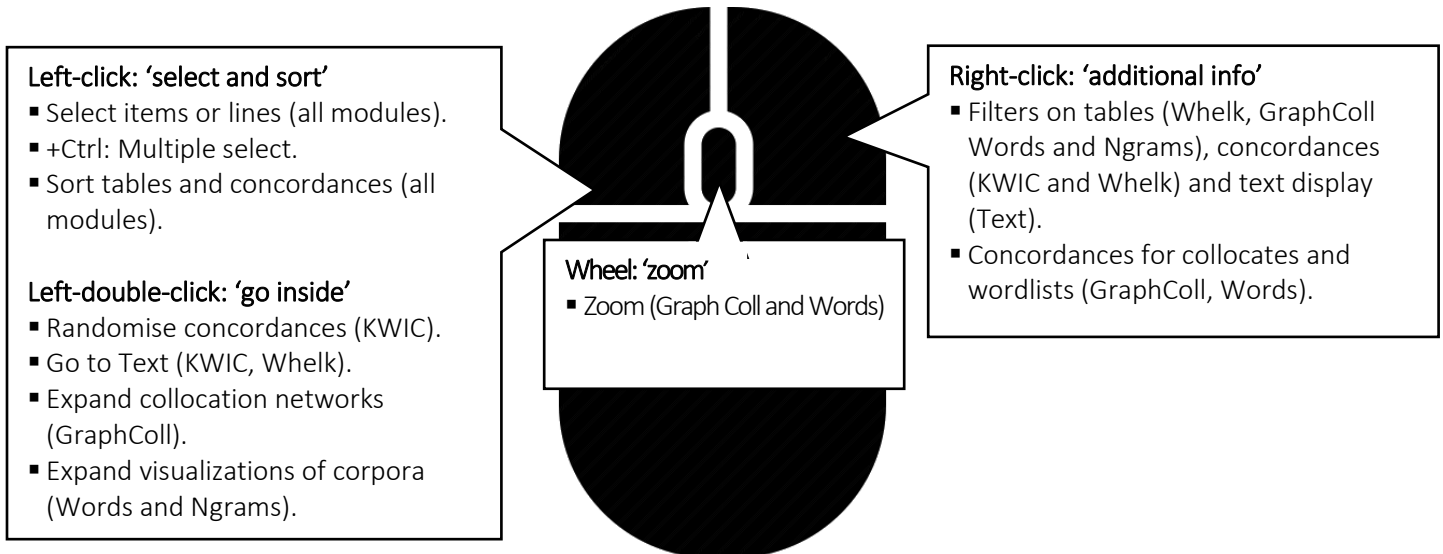 Left-click: ‘select and sort’
▪ Select items or lines (all modules).
▪ +Ctrl: Multiple select.
▪ Sort tables and concordances (all
modules).
Left-double-click: ‘go inside’
▪ Randomise concordances (KWIC).
▪ Go to Text (KWIC, Whelk).
▪ Expand collocation networks
(GraphColl).
▪ Expand visualizations of corpora
(Words and Ngrams).
Wheel: ‘zoom’
▪ Zoom (Graph Coll and Words)
Right-click: ‘additional info’
▪ Filters on tables (Whelk, GraphColl
Words and Ngrams), concordances
(KWIC and Whelk) and text display
(Text).
▪ Concordances for collocates and
wordlists (GraphColl, Words).